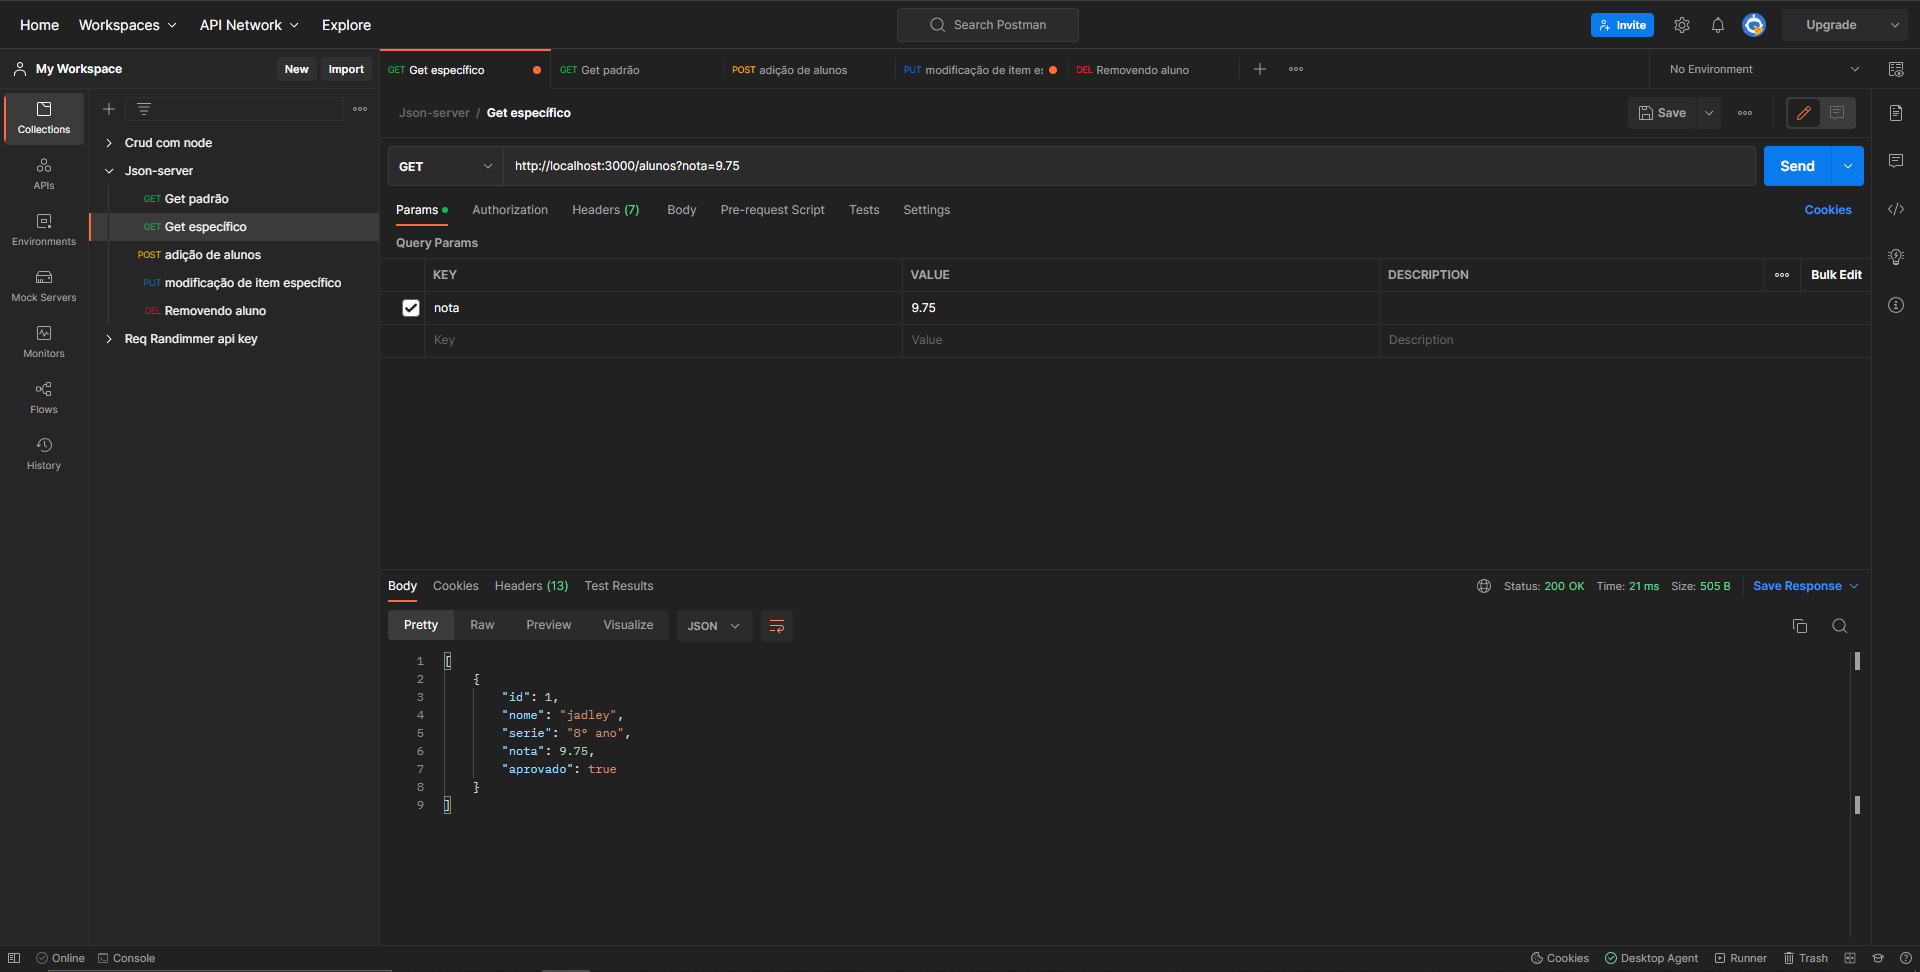 Home Workspaces API Network Explore Search Postman Invite Upgrade
My Workspace New Import GET Get específico GET Get padrão POST adição de alunos PUT modificação de item es DEL Removendo aluno No Environment
Collections
APIs
Environments
Mock Servers
Monitors
Flows
History
Crud com node
Json-server
GET Get padrão
GET Get específico
POST adição de alunos
PUT modificação de item específico
DEL Removendo aluno
Req Randimmer api key
Json-server / Get específico Save
GET http://localhost:3000/alunos?nota=9.75 Send
Params Authorization Headers (7) Body Pre-request Script Tests Settings Cookies
Query Params
KEY VALUE DESCRIPTION Bulk Edit
nota 9.75
Key Value Description
Body Cookies Headers (13) Test Results Status: 200 OK Time: 21 ms Size: 505 B Save Response
Pretty Raw Preview Visualize JSON
1 [
2 {
3 "id": 1,
4 "nome": "jadley",
5 "serie": "8° ano",
6 "nota": 9.75,
7 "aprovado": true
8 }
9 ]
Online Console Cookies Desktop Agent Runner Trash